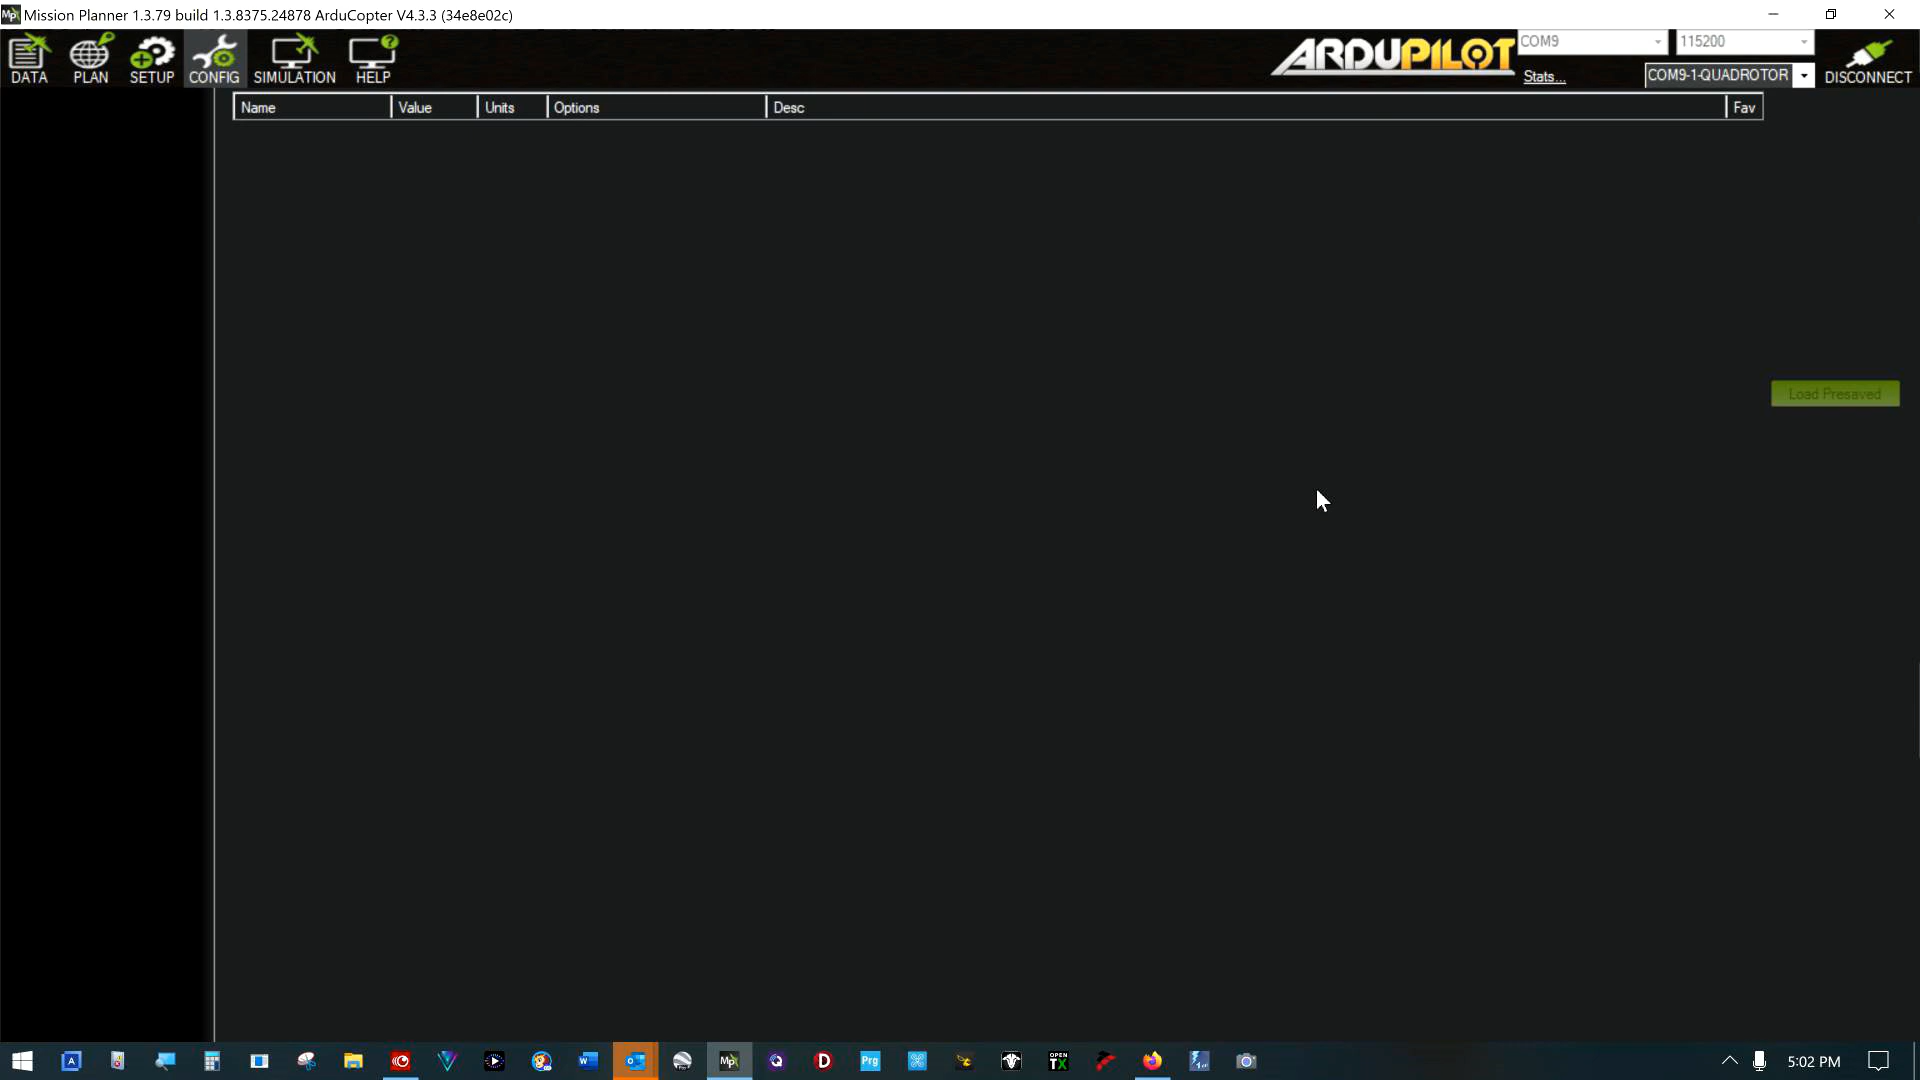 Mission Planner 1.3.79 build 1.3.8375.24878 ArduCopter V4.3.3 (34e8e02c)
DATA PLAN SETUP CONFIG SIMULATION HELP
ARDUPILOT
COM9 115200
Stats... COM9-1-QUADROTOR DISCONNECT
Name Value Units Options Desc Fav
Load Presaved
5:02 PM